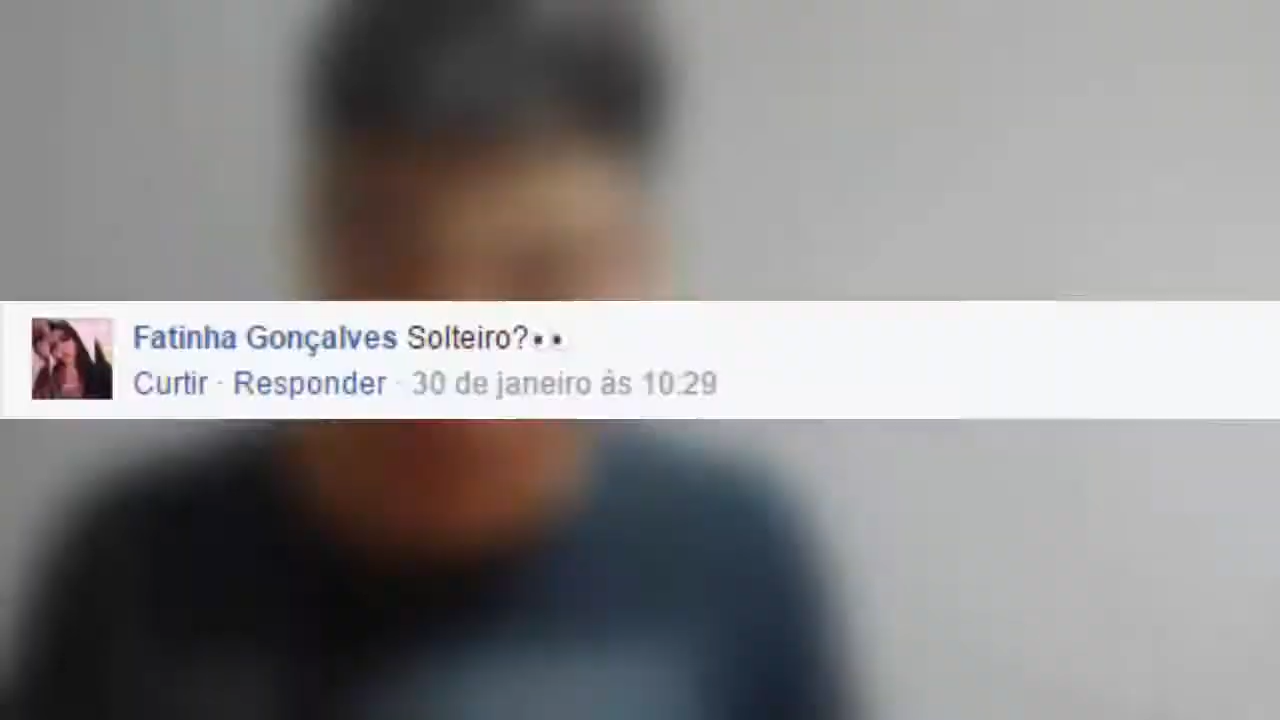 Fatinha Gonçalves Solteiro?••
Curtir · Responder · 30 de janeiro às 10:29